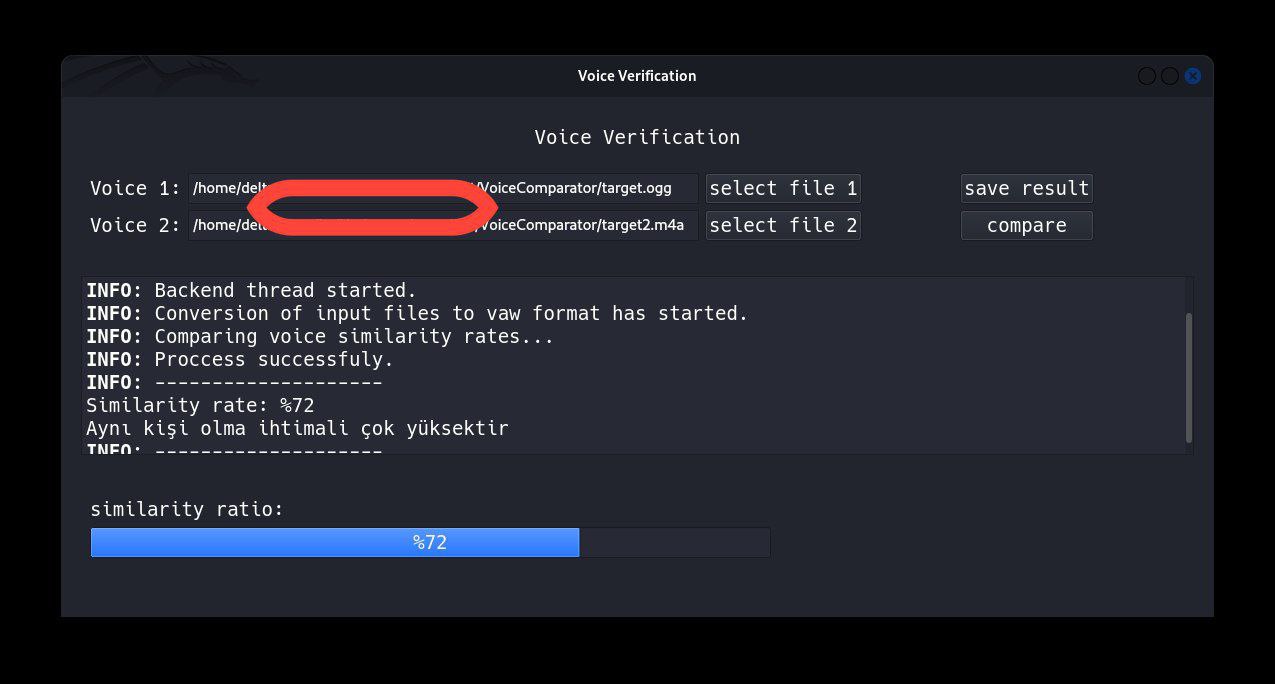 Voice Verification
Voice Verification
Voice 1: /home/delt /VoiceComparator/target.ogg select file 1 save result
Voice 2: /home/delt /VoiceComparator/target2.m4a select file 2 compare
INFO: Backend thread started.
INFO: Conversion of input files to vaw format has started.
INFO: Comparing voice similarity rates...
INFO: Proccess successfuly.
INFO: --------------------
Similarity rate: %72
Aynı kişi olma ihtimali çok yüksektir
INFO: --------------------
similarity ratio:
%72